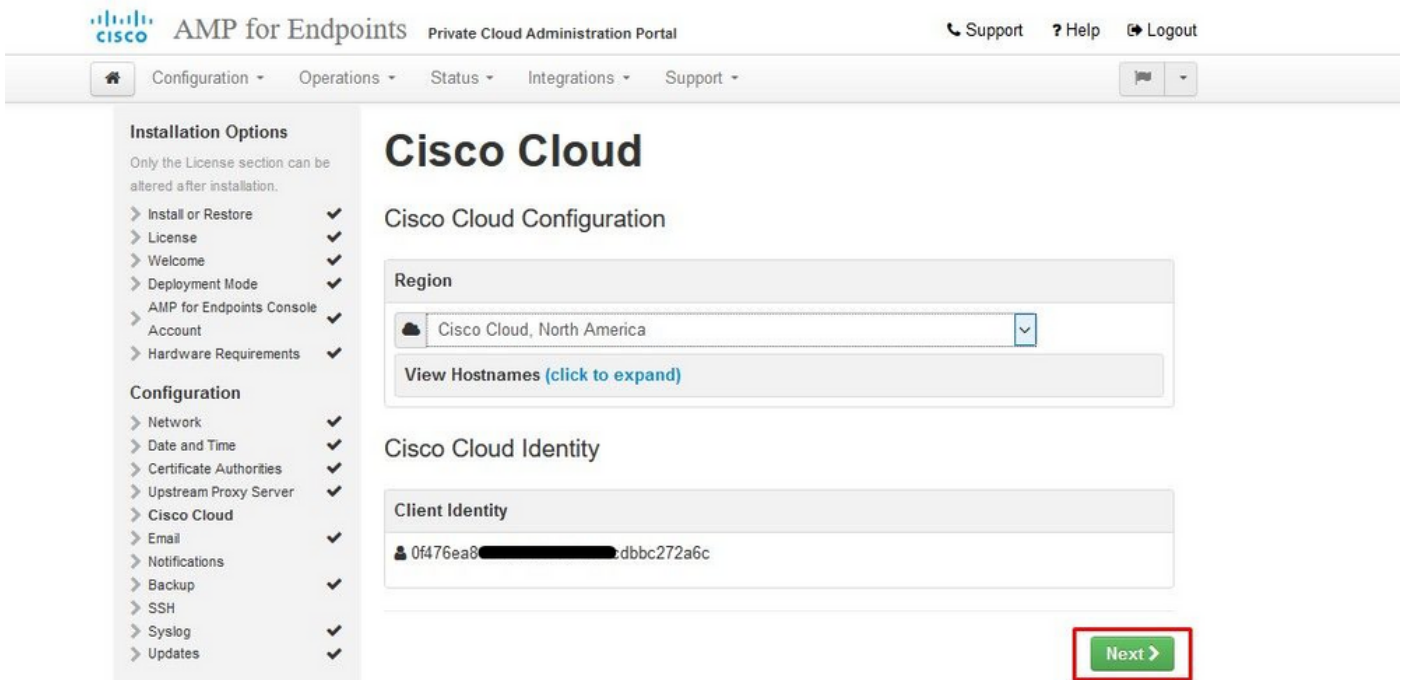 CISCO AMP for Endpoints Private Cloud Administration Portal Support ? Help Logout
Configuration Operations Status Integrations Support
Installation Options
Only the License section can be
altered after installation.
Install or Restore
License
Welcome
Deployment Mode
AMP for Endpoints Console
Account
Hardware Requirements
Configuration
Network
Date and Time
Certificate Authorities
Upstream Proxy Server
Cisco Cloud
Email
Notifications
Backup
SSH
Syslog
Updates
Cisco Cloud
Cisco Cloud Configuration
Region
Cisco Cloud, North America
View Hostnames (click to expand)
Cisco Cloud Identity
Client Identity
0f476ea8 cdbbc272a6c
Next